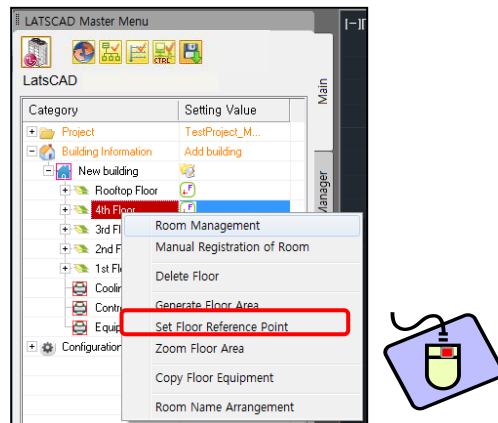 LATSCAD Master Menu
[-][
CTRL
LatsCAD
Main
Category Setting Value
Project TestProject_M...
Building Information Add building
Manager
New building
Rooftop Floor F
4th Floor F
3rd Fl
2nd F
1st Fl
Coolin
Contr
Equip
Configuration
Room Management
Manual Registration of Room
Delete Floor
Generate Floor Area
Set Floor Reference Point
Zoom Floor Area
Copy Floor Equipment
Room Name Arrangement